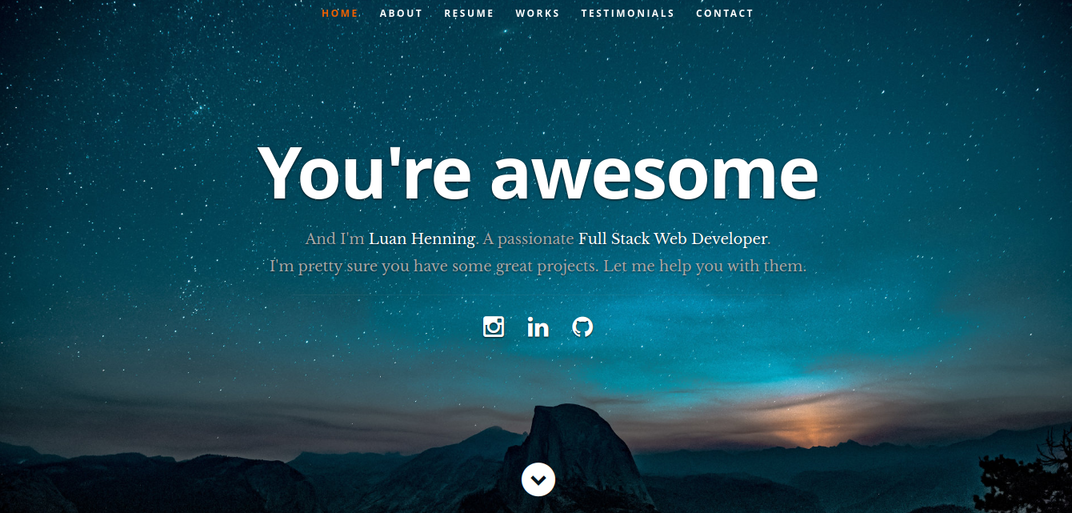 HOME ABOUT RESUME WORKS TESTIMONIALS CONTACT
You're awesome
And I'm Luan Henning. A passionate Full Stack Web Developer.
I'm pretty sure you have some great projects. Let me help you with them.
in